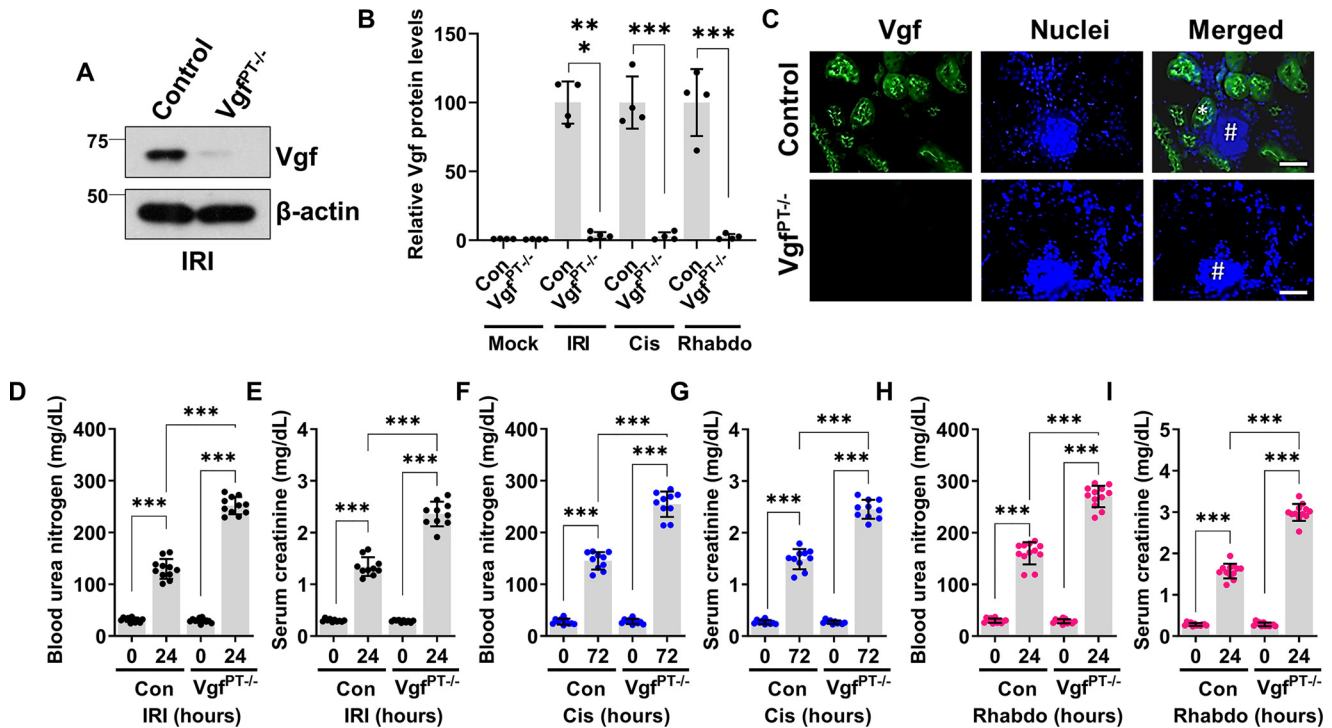 A
Control
Vgf^PT-/-
75
Vgf
50
β-actin
IRI
B
Relative Vgf protein levels
150
100
50
0
**
*
***
***
Con
Vgf^PT-/-
Con
Vgf^PT-/-
Con
Vgf^PT-/-
Con
Vgf^PT-/-
Mock
IRI
Cis
Rhabdo
C
Vgf
Nuclei
Merged
Control
*
#
Vgf^PT-/-
#
D
Blood urea nitrogen (mg/dL)
400
300
200
100
0
***
***
***
0
24
0
24
Con
Vgf^PT-/-
IRI (hours)
E
Serum creatinine (mg/dL)
4
3
2
1
0
***
***
***
0
24
0
24
Con
Vgf^PT-/-
IRI (hours)
F
Blood urea nitrogen (mg/dL)
400
300
200
100
0
***
***
***
0
72
0
72
Con
Vgf^PT-/-
Cis (hours)
G
Serum creatinine (mg/dL)
4
3
2
1
0
***
***
***
0
72
0
72
Con
Vgf^PT-/-
Cis (hours)
H
Blood urea nitrogen (mg/dL)
400
300
200
100
0
***
***
***
0
24
0
24
Con
Vgf^PT-/-
Rhabdo (hours)
I
Serum creatinine (mg/dL)
5
4
3
2
1
0
***
***
***
0
24
0
24
Con
Vgf^PT-/-
Rhabdo (hours)